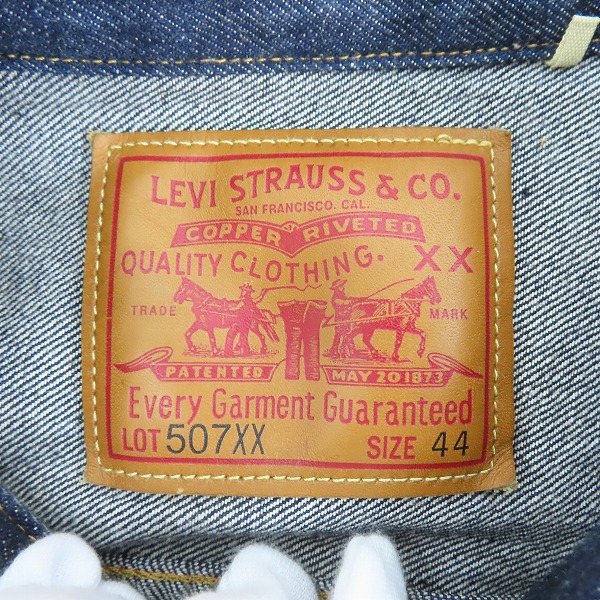 LEVI STRAUSS & CO.
SAN FRANCISCO. CAL.
COPPER RIVETED
QUALITY CLOTHING. XX
TRADE MARK
PATENTED MAY 20 1873
Every Garment Guaranteed
LOT 507XX SIZE 44